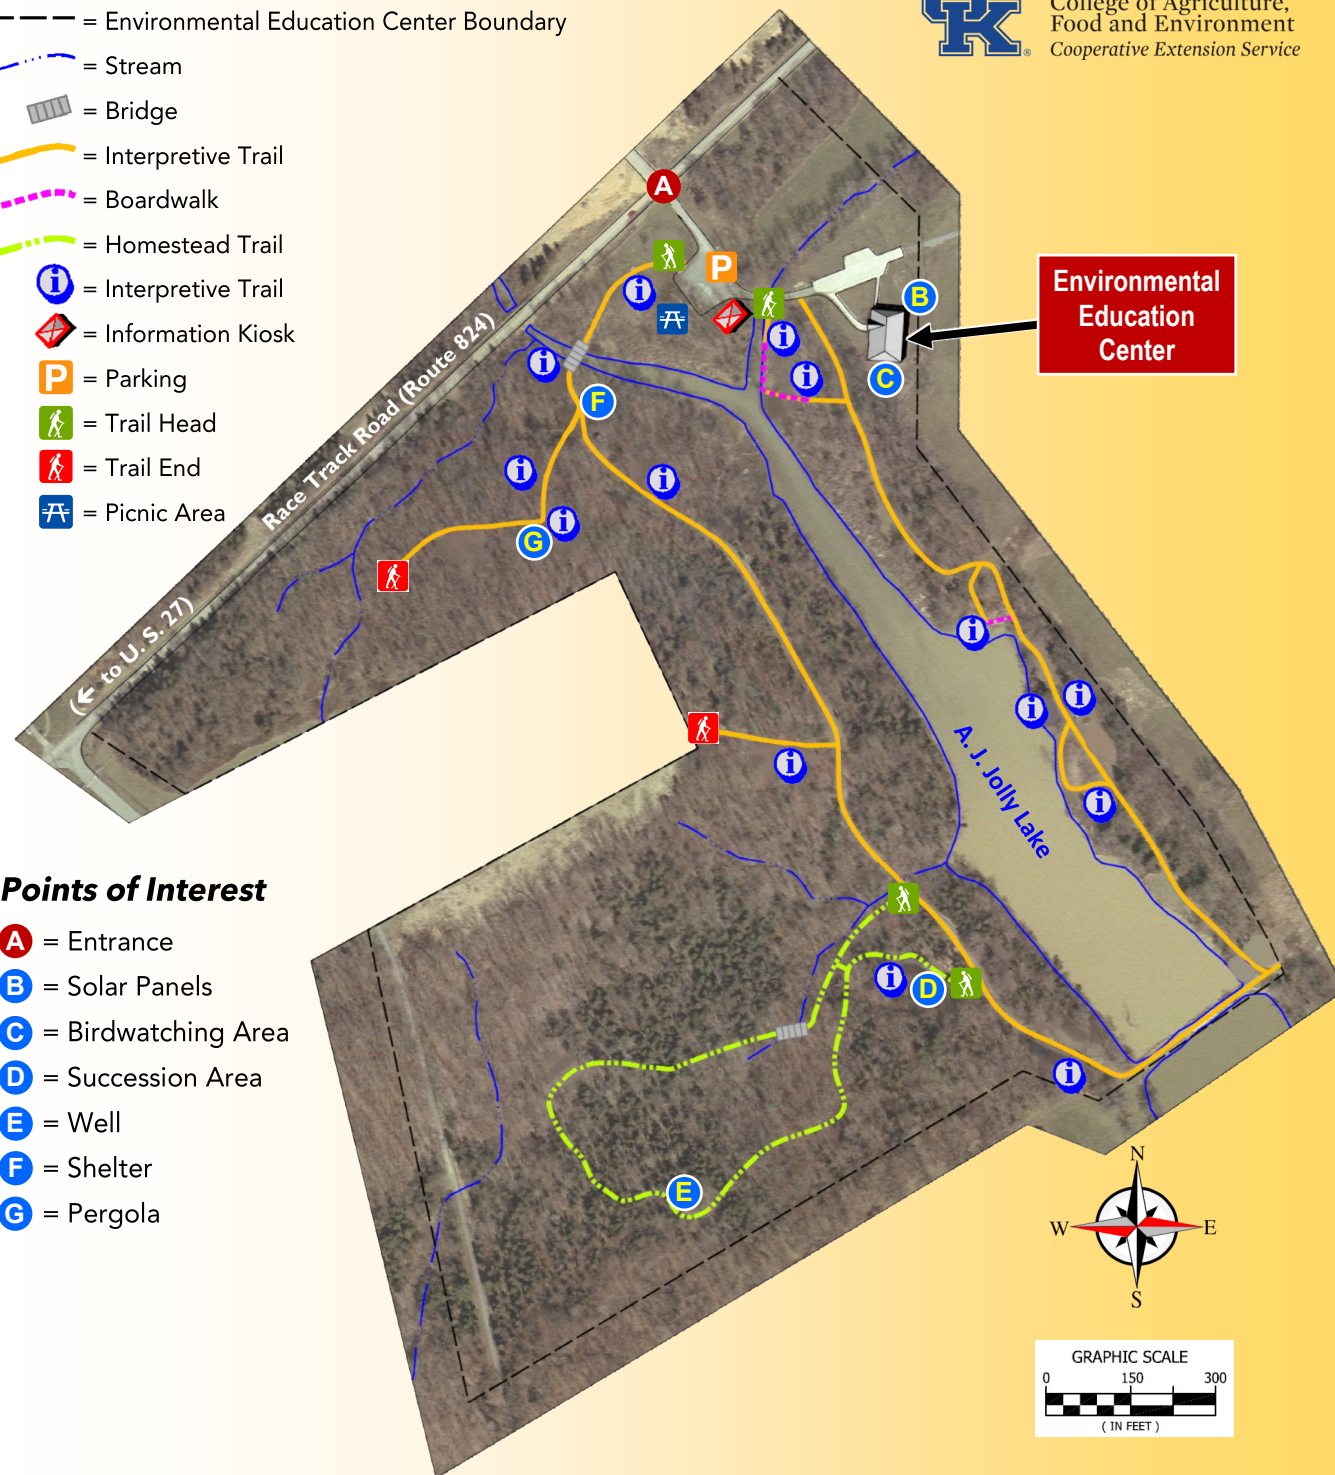 College of Agriculture,
Food and Environment
Cooperative Extension Service
UK
®
= Environmental Education Center Boundary
= Stream
= Bridge
= Interpretive Trail
= Boardwalk
= Homestead Trail
i = Interpretive Trail
= Information Kiosk
P = Parking
= Trail Head
= Trail End
= Picnic Area
A
P
i
B
Environmental
Education
Center
i
i
i
C
F
Race Track Road (Route 824)
i
i
i
G
(← to U. S. 27)
i
i
i
i
A. J. Jolly Lake
i
i
D
i
E
Points of Interest
A = Entrance
B = Solar Panels
C = Birdwatching Area
D = Succession Area
E = Well
F = Shelter
G = Pergola
N
W E
S
GRAPHIC SCALE
0 150 300
( IN FEET )